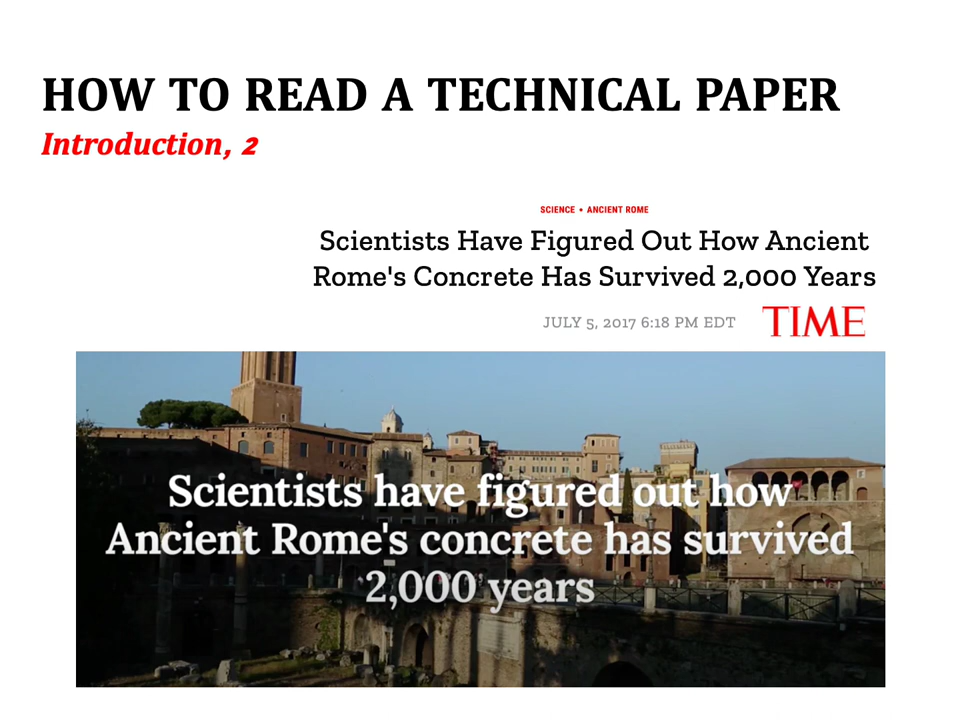 HOW TO READ A TECHNICAL PAPER
Introduction, 2
SCIENCE • ANCIENT ROME
Scientists Have Figured Out How Ancient
Rome's Concrete Has Survived 2,000 Years
JULY 5, 2017 6:18 PM EDT TIME
Scientists have figured out how
Ancient Rome's concrete has survived
2,000 years